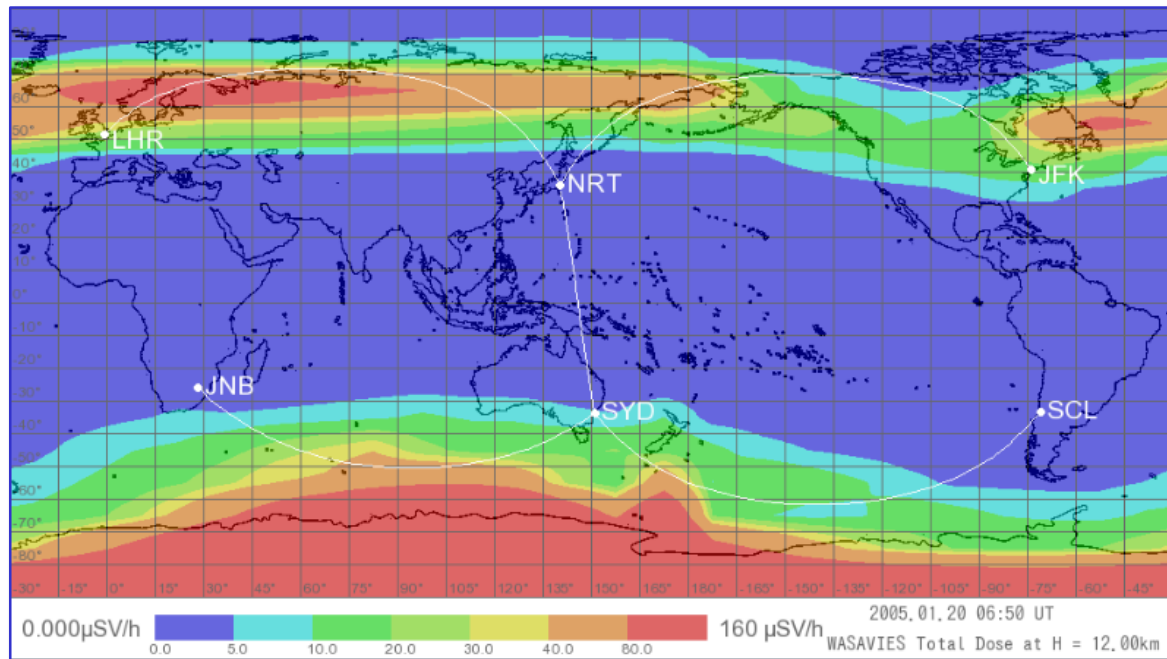 60
50°
LHR
40°
NRT
JFK
30°
20°
10°
0°
-10°
-20°
JNB
-30°
SYD
SCL
-40°
-50°
-60°
-70°
-80°
-30° -15° 0° 15° 30° 45° 60° 75° 90° 105° 120° 135° 150° 165° -180° -165° -150° -135° -120° -105° -90° -75° -60° -45°
0.000μSV/h
160 μSV/h
0.0 5.0 10.0 20.0 30.0 40.0 80.0
2005.01.20 06:50 UT
WASAVIES Total Dose at H = 12.00km